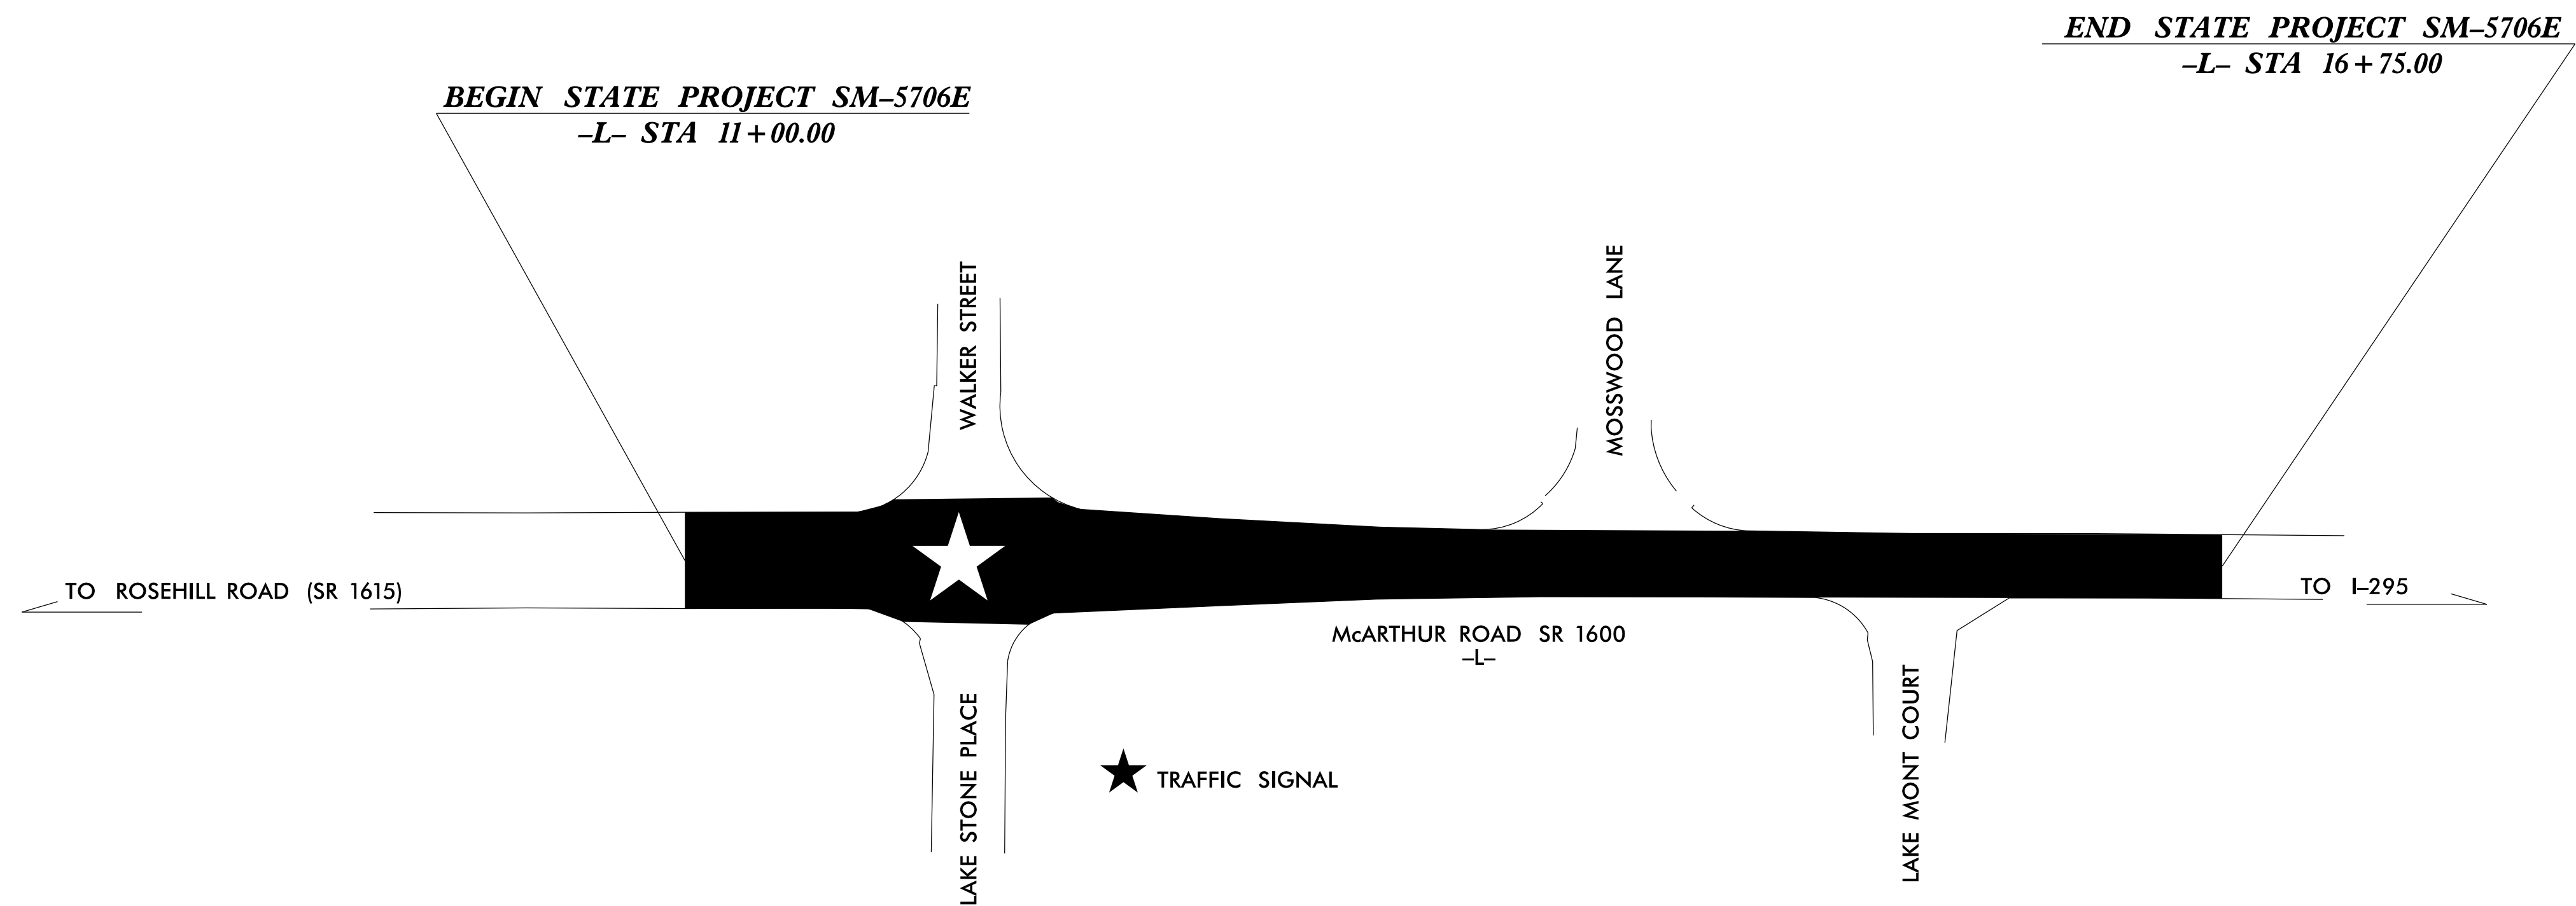 END STATE PROJECT SM–5706E
–L– STA 16+75.00
BEGIN STATE PROJECT SM–5706E
–L– STA 11+00.00
WALKER STREET
MOSSWOOD LANE
TO ROSEHILL ROAD (SR 1615)
TO I–295
McARTHUR ROAD SR 1600
–L–
LAKE STONE PLACE
LAKE MONT COURT
TRAFFIC SIGNAL